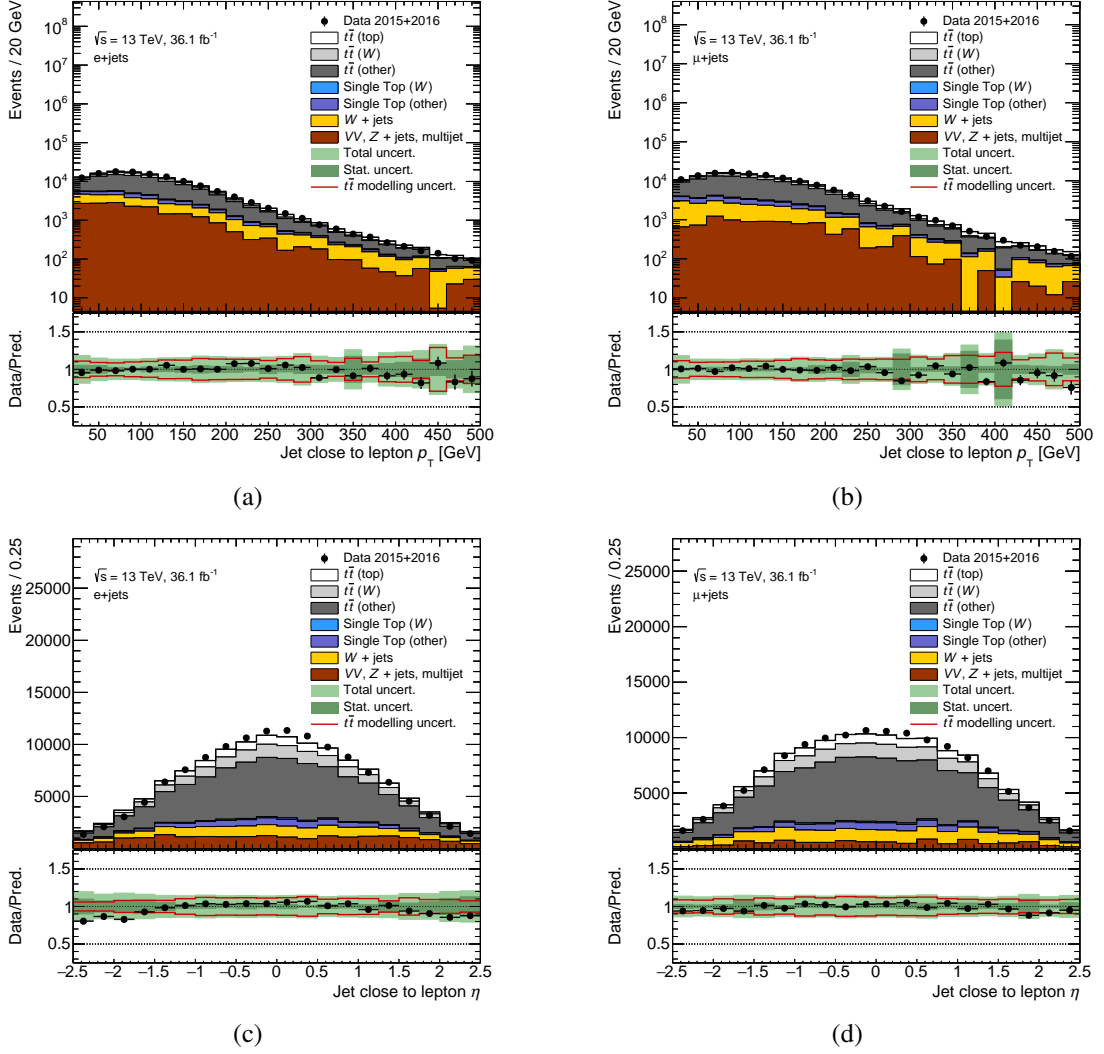 Events / 20 GeV
10^8
10^7
10^6
10^5
10^4
10^3
10^2
10
√s = 13 TeV, 36.1 fb⁻¹
e+jets
Data 2015+2016
tt̄ (top)
tt̄ (W)
tt̄ (other)
Single Top (W)
Single Top (other)
W + jets
VV, Z + jets, multijet
Total uncert.
Stat. uncert.
tt̄ modelling uncert.
Data/Pred.
1.5
1
0.5
50 100 150 200 250 300 350 400 450 500
Jet close to lepton p_T [GeV]
(a)
Events / 20 GeV
10^8
10^7
10^6
10^5
10^4
10^3
10^2
10
√s = 13 TeV, 36.1 fb⁻¹
μ+jets
Data 2015+2016
tt̄ (top)
tt̄ (W)
tt̄ (other)
Single Top (W)
Single Top (other)
W + jets
VV, Z + jets, multijet
Total uncert.
Stat. uncert.
tt̄ modelling uncert.
Data/Pred.
1.5
1
0.5
50 100 150 200 250 300 350 400 450 500
Jet close to lepton p_T [GeV]
(b)
Events / 0.25
25000
20000
15000
10000
5000
√s = 13 TeV, 36.1 fb⁻¹
e+jets
Data 2015+2016
tt̄ (top)
tt̄ (W)
tt̄ (other)
Single Top (W)
Single Top (other)
W + jets
VV, Z + jets, multijet
Total uncert.
Stat. uncert.
tt̄ modelling uncert.
Data/Pred.
1.5
1
0.5
−2.5 −2 −1.5 −1 −0.5 0 0.5 1 1.5 2 2.5
Jet close to lepton η
(c)
Events / 0.25
25000
20000
15000
10000
5000
√s = 13 TeV, 36.1 fb⁻¹
μ+jets
Data 2015+2016
tt̄ (top)
tt̄ (W)
tt̄ (other)
Single Top (W)
Single Top (other)
W + jets
VV, Z + jets, multijet
Total uncert.
Stat. uncert.
tt̄ modelling uncert.
Data/Pred.
1.5
1
0.5
−2.5 −2 −1.5 −1 −0.5 0 0.5 1 1.5 2 2.5
Jet close to lepton η
(d)